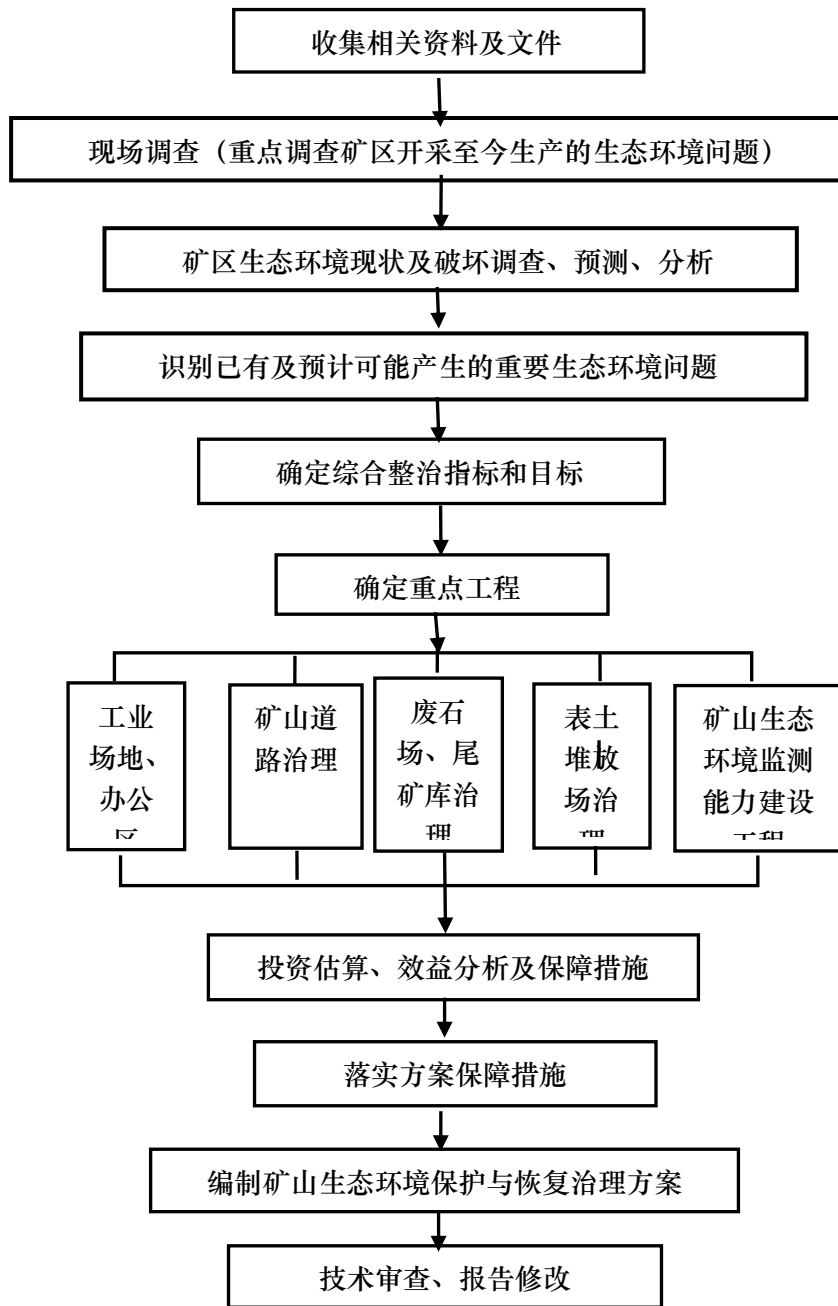 收集相关资料及文件
现场调查（重点调查矿区开采至今生产的生态环境问题）
矿区生态环境现状及破坏调查、预测、分析
识别已有及预计可能产生的重要生态环境问题
确定综合整治指标和目标
确定重点工程
工业
场地、
办公
区
矿山道
路治理
废石
场、尾
矿库治
理
表土
堆放
场治
理
矿山生态
环境监测
能力建设
工程
投资估算、效益分析及保障措施
落实方案保障措施
编制矿山生态环境保护与恢复治理方案
技术审查、报告修改